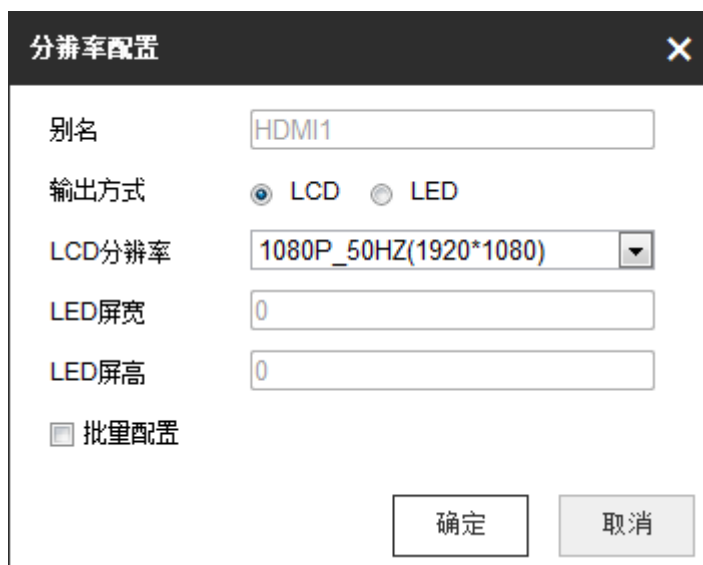 分辨率配置
别名 HDMI1
输出方式 LCD LED
LCD分辨率 1080P_50HZ(1920*1080)
LED屏宽 0
LED屏高 0
批量配置
确定 取消